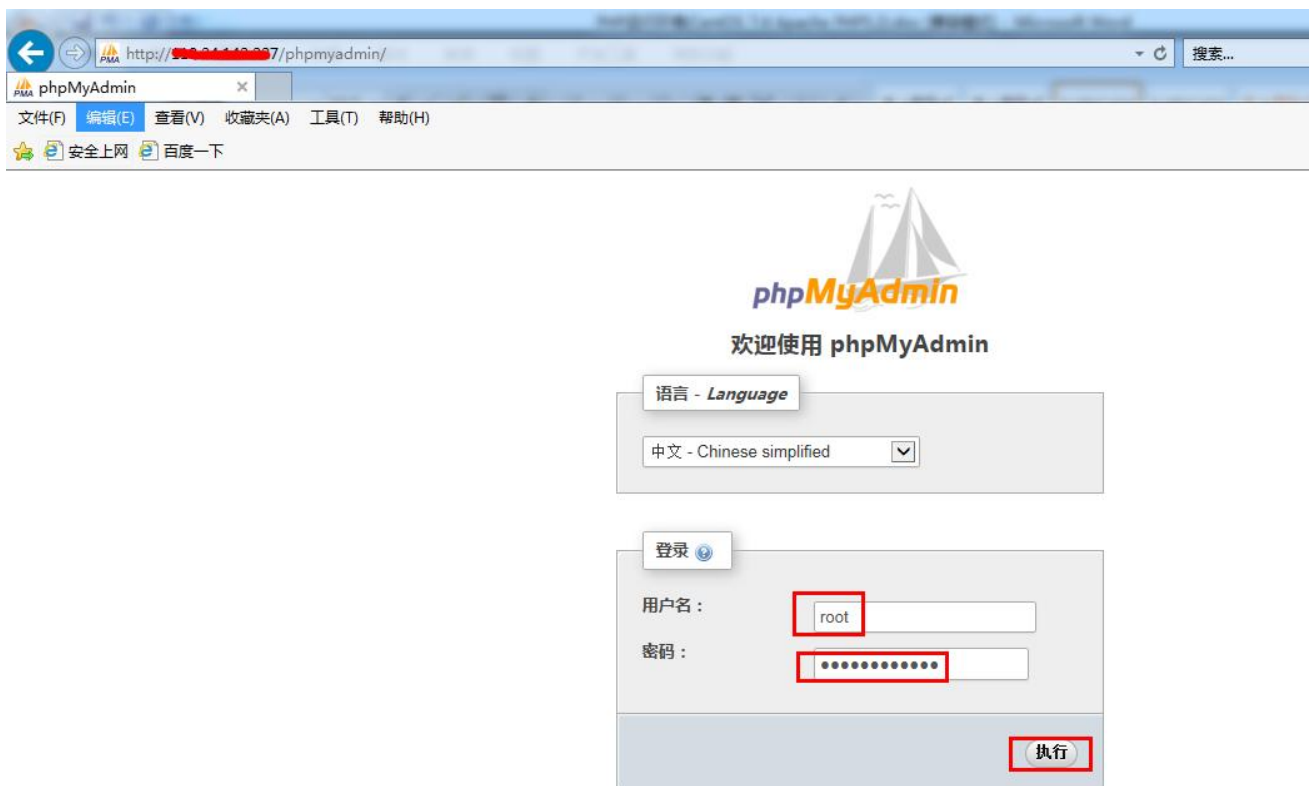 http:// 7/phpmyadmin/
搜索...
phpMyAdmin
文件(F) 编辑(E) 查看(V) 收藏夹(A) 工具(T) 帮助(H)
安全上网 百度一下
phpMyAdmin
欢迎使用 phpMyAdmin
语言 - Language
中文 - Chinese simplified
登录
用户名：
root
密码：
••••••••••••
执行